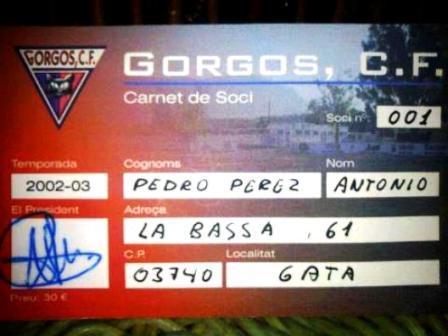 GORGOS, C.F.
GORGOS, C.F.
Carnet de Soci
Soci nº 001
Temporada Cognoms Nom
2002-03 PEDRO PEREZ ANTONIO
El President Adreça
LA BASSA , 61
C.P. Localitat
03740 GATA
Preu: 30 €